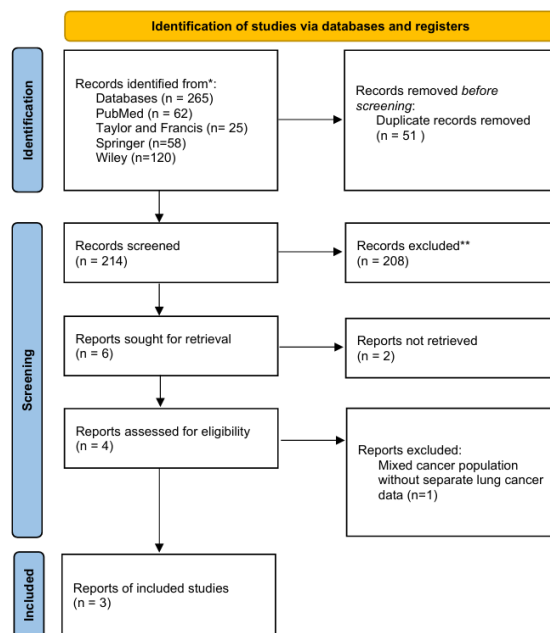 Identification of studies via databases and registers
Identification
Records identified from*:
Databases (n = 265)
PubMed (n = 62)
Taylor and Francis (n= 25)
Springer (n=58)
Wiley (n=120)
Records removed before
screening:
Duplicate records removed
(n = 51 )
Screening
Records screened
(n = 214)
Records excluded**
(n = 208)
Reports sought for retrieval
(n = 6)
Reports not retrieved
(n = 2)
Reports assessed for eligibility
(n = 4)
Reports excluded:
Mixed cancer population
without separate lung cancer
data (n=1)
Included
Reports of included studies
(n = 3)